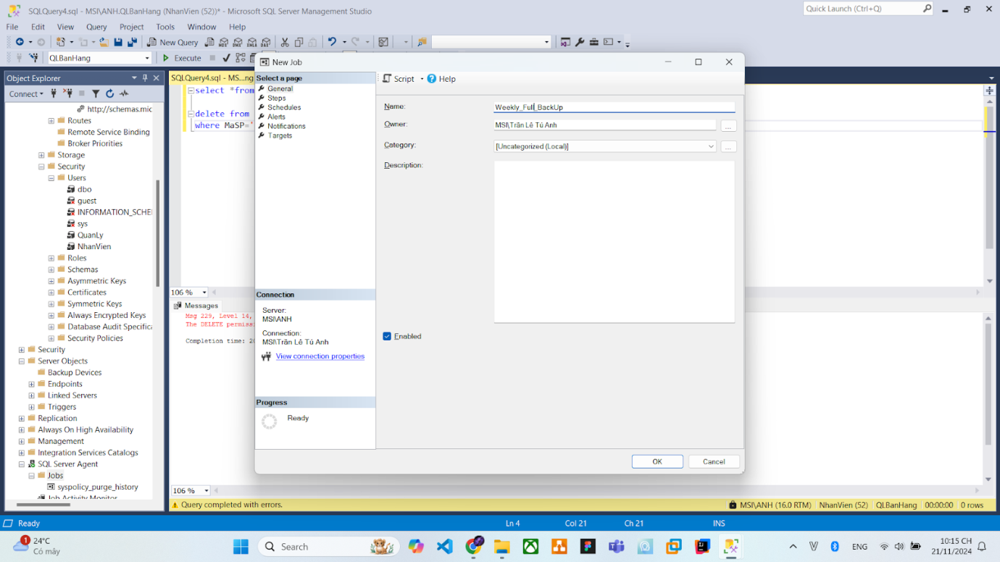 SQLQuery4.sql - MSI\ANH.QLBanHang (NhanVien (52))* - Microsoft SQL Server Management Studio
Quick Launch (Ctrl+Q)
File Edit View Query Project Tools Window Help
New Query
QLBanHang
Execute
Object Explorer
Connect
http://schemas.mic
Routes
Remote Service Binding
Broker Priorities
Storage
Security
Users
dbo
guest
INFORMATION_SCHE
sys
QuanLy
NhanVien
Roles
Schemas
Asymmetric Keys
Certificates
Symmetric Keys
Always Encrypted Keys
Database Audit Specifica
Security Policies
Security
Server Objects
Backup Devices
Endpoints
Linked Servers
Triggers
Replication
Always On High Availability
Management
Integration Services Catalogs
SQL Server Agent
Jobs
syspolicy_purge_history
Job Activity Monitor
SQLQuery4.sql - MS...ng
select *from
delete from
where MaSP='
106 %
Messages
Msg 229, Level 14,
The DELETE permissi
Completion time: 20
106 %
Query completed with errors.
MSI\ANH (16.0 RTM) NhanVien (52) QLBanHang 00:00:00 0 rows
New Job
Select a page
General
Steps
Schedules
Alerts
Notifications
Targets
Connection
Server:
MSI\ANH
Connection:
MSI\Trần Lê Tú Anh
View connection properties
Progress
Ready
Script Help
Name: Weekly_Full_BackUp
Owner: MSI\Trần Lê Tú Anh ...
Category: [Uncategorized (Local)] ...
Description:
Enabled
OK Cancel
Ready Ln 4 Col 21 Ch 21 INS
1
24°C
Có mây
Search
ENG
10:15 CH
21/11/2024